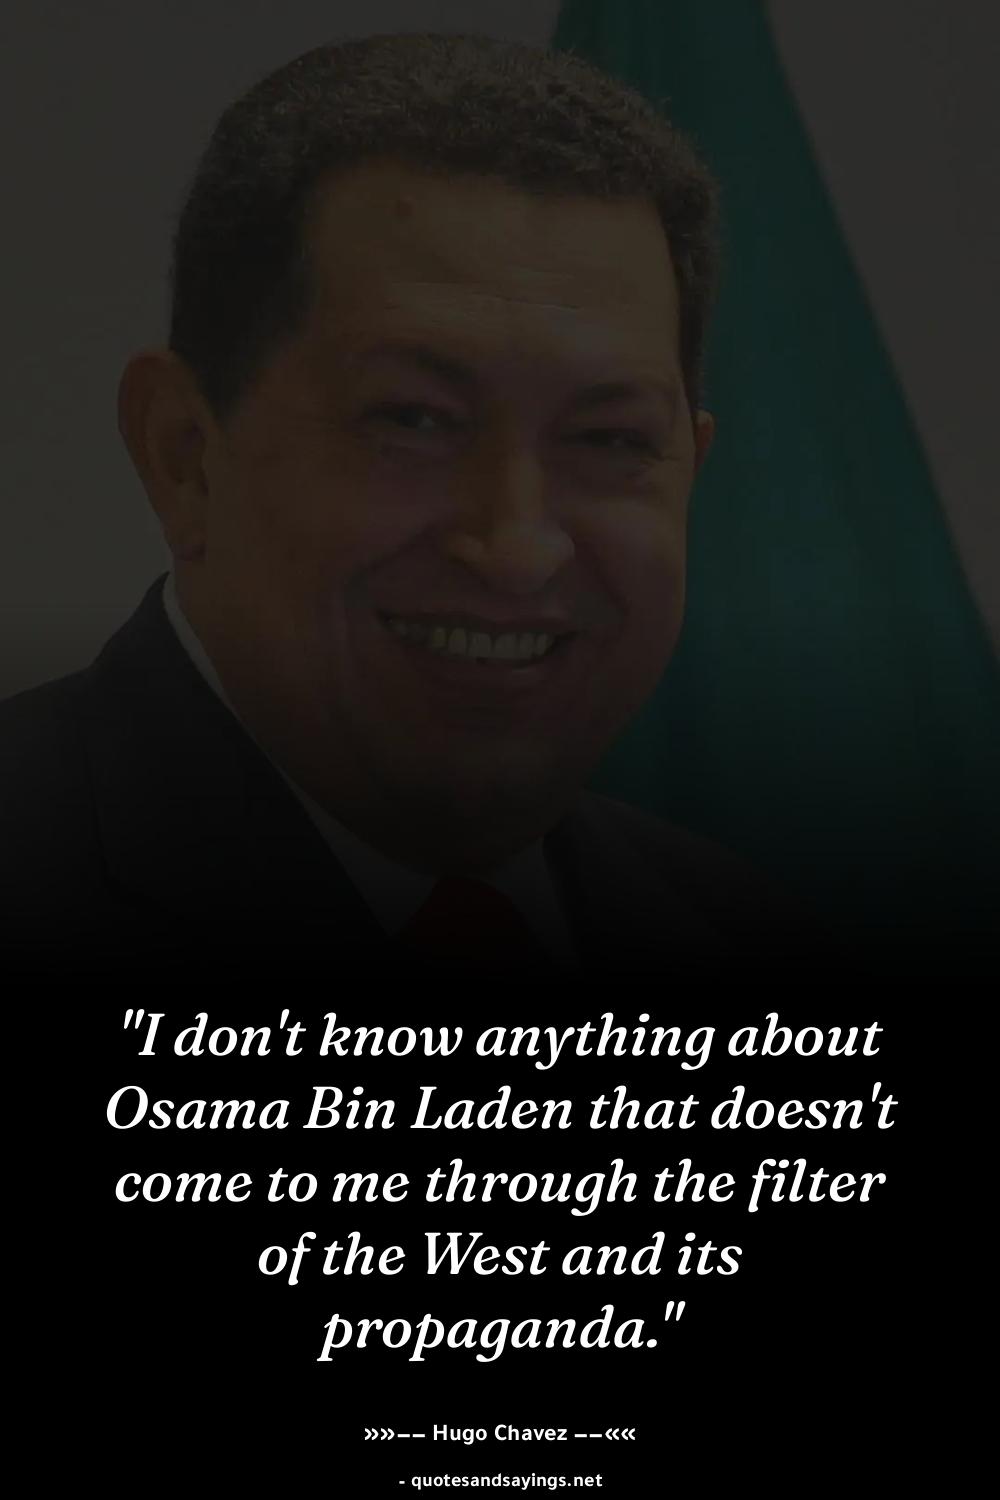 "I don't know anything about
Osama Bin Laden that doesn't
come to me through the filter
of the West and its
propaganda."
»»–– Hugo Chavez ––««
- quotesandsayings.net